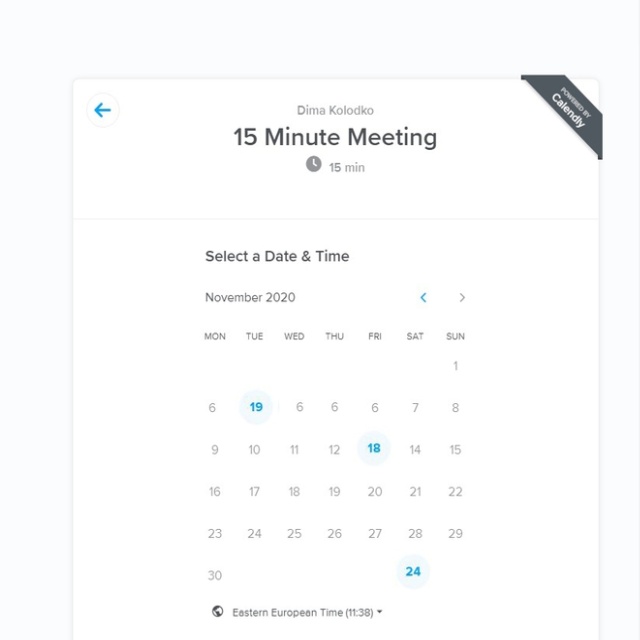 POWERED BY
Calendly
Dima Kolodko
15 Minute Meeting
15 min
Select a Date & Time
November 2020
MON TUE WED THU FRI SAT SUN
1
6 19 6 6 6 7 8
9 10 11 12 18 14 15
16 17 18 19 20 21 22
23 24 25 26 27 28 29
30 24
Eastern European Time (11:38)